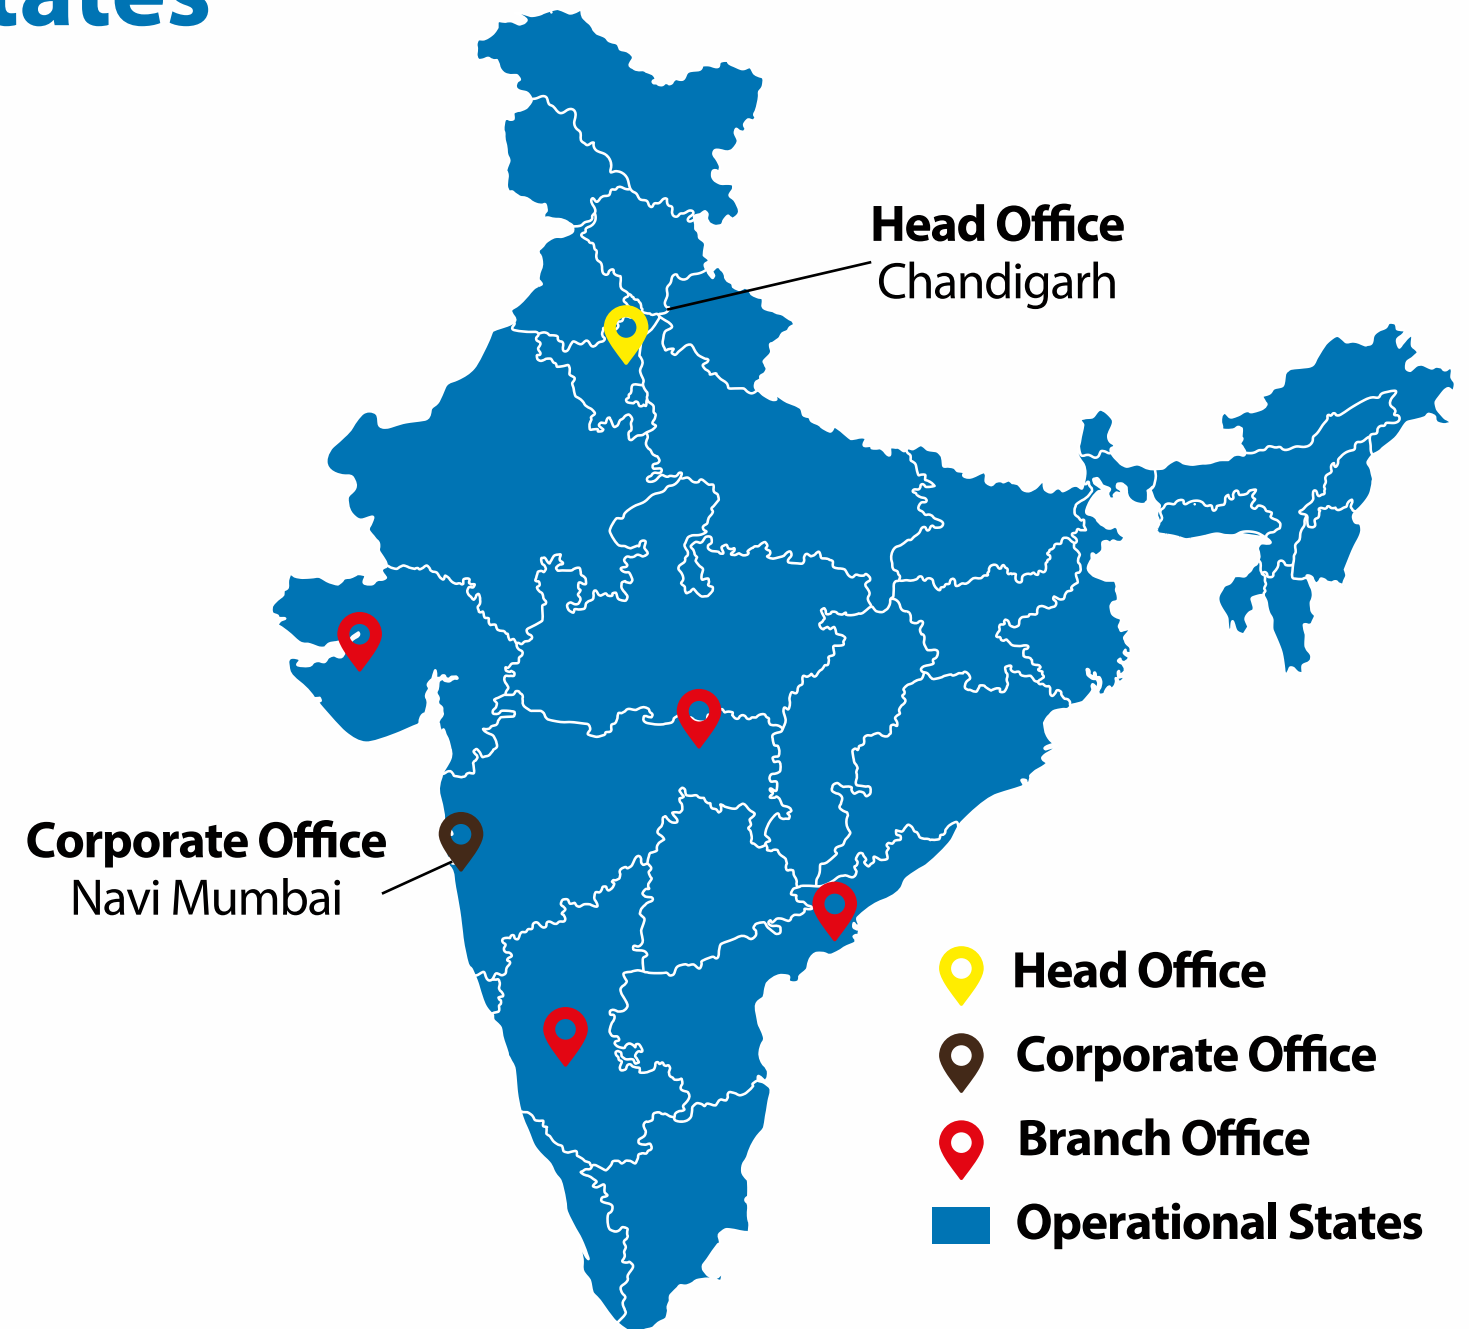 Head Office
Chandigarh
Corporate Office
Navi Mumbai
Head Office
Corporate Office
Branch Office
Operational States